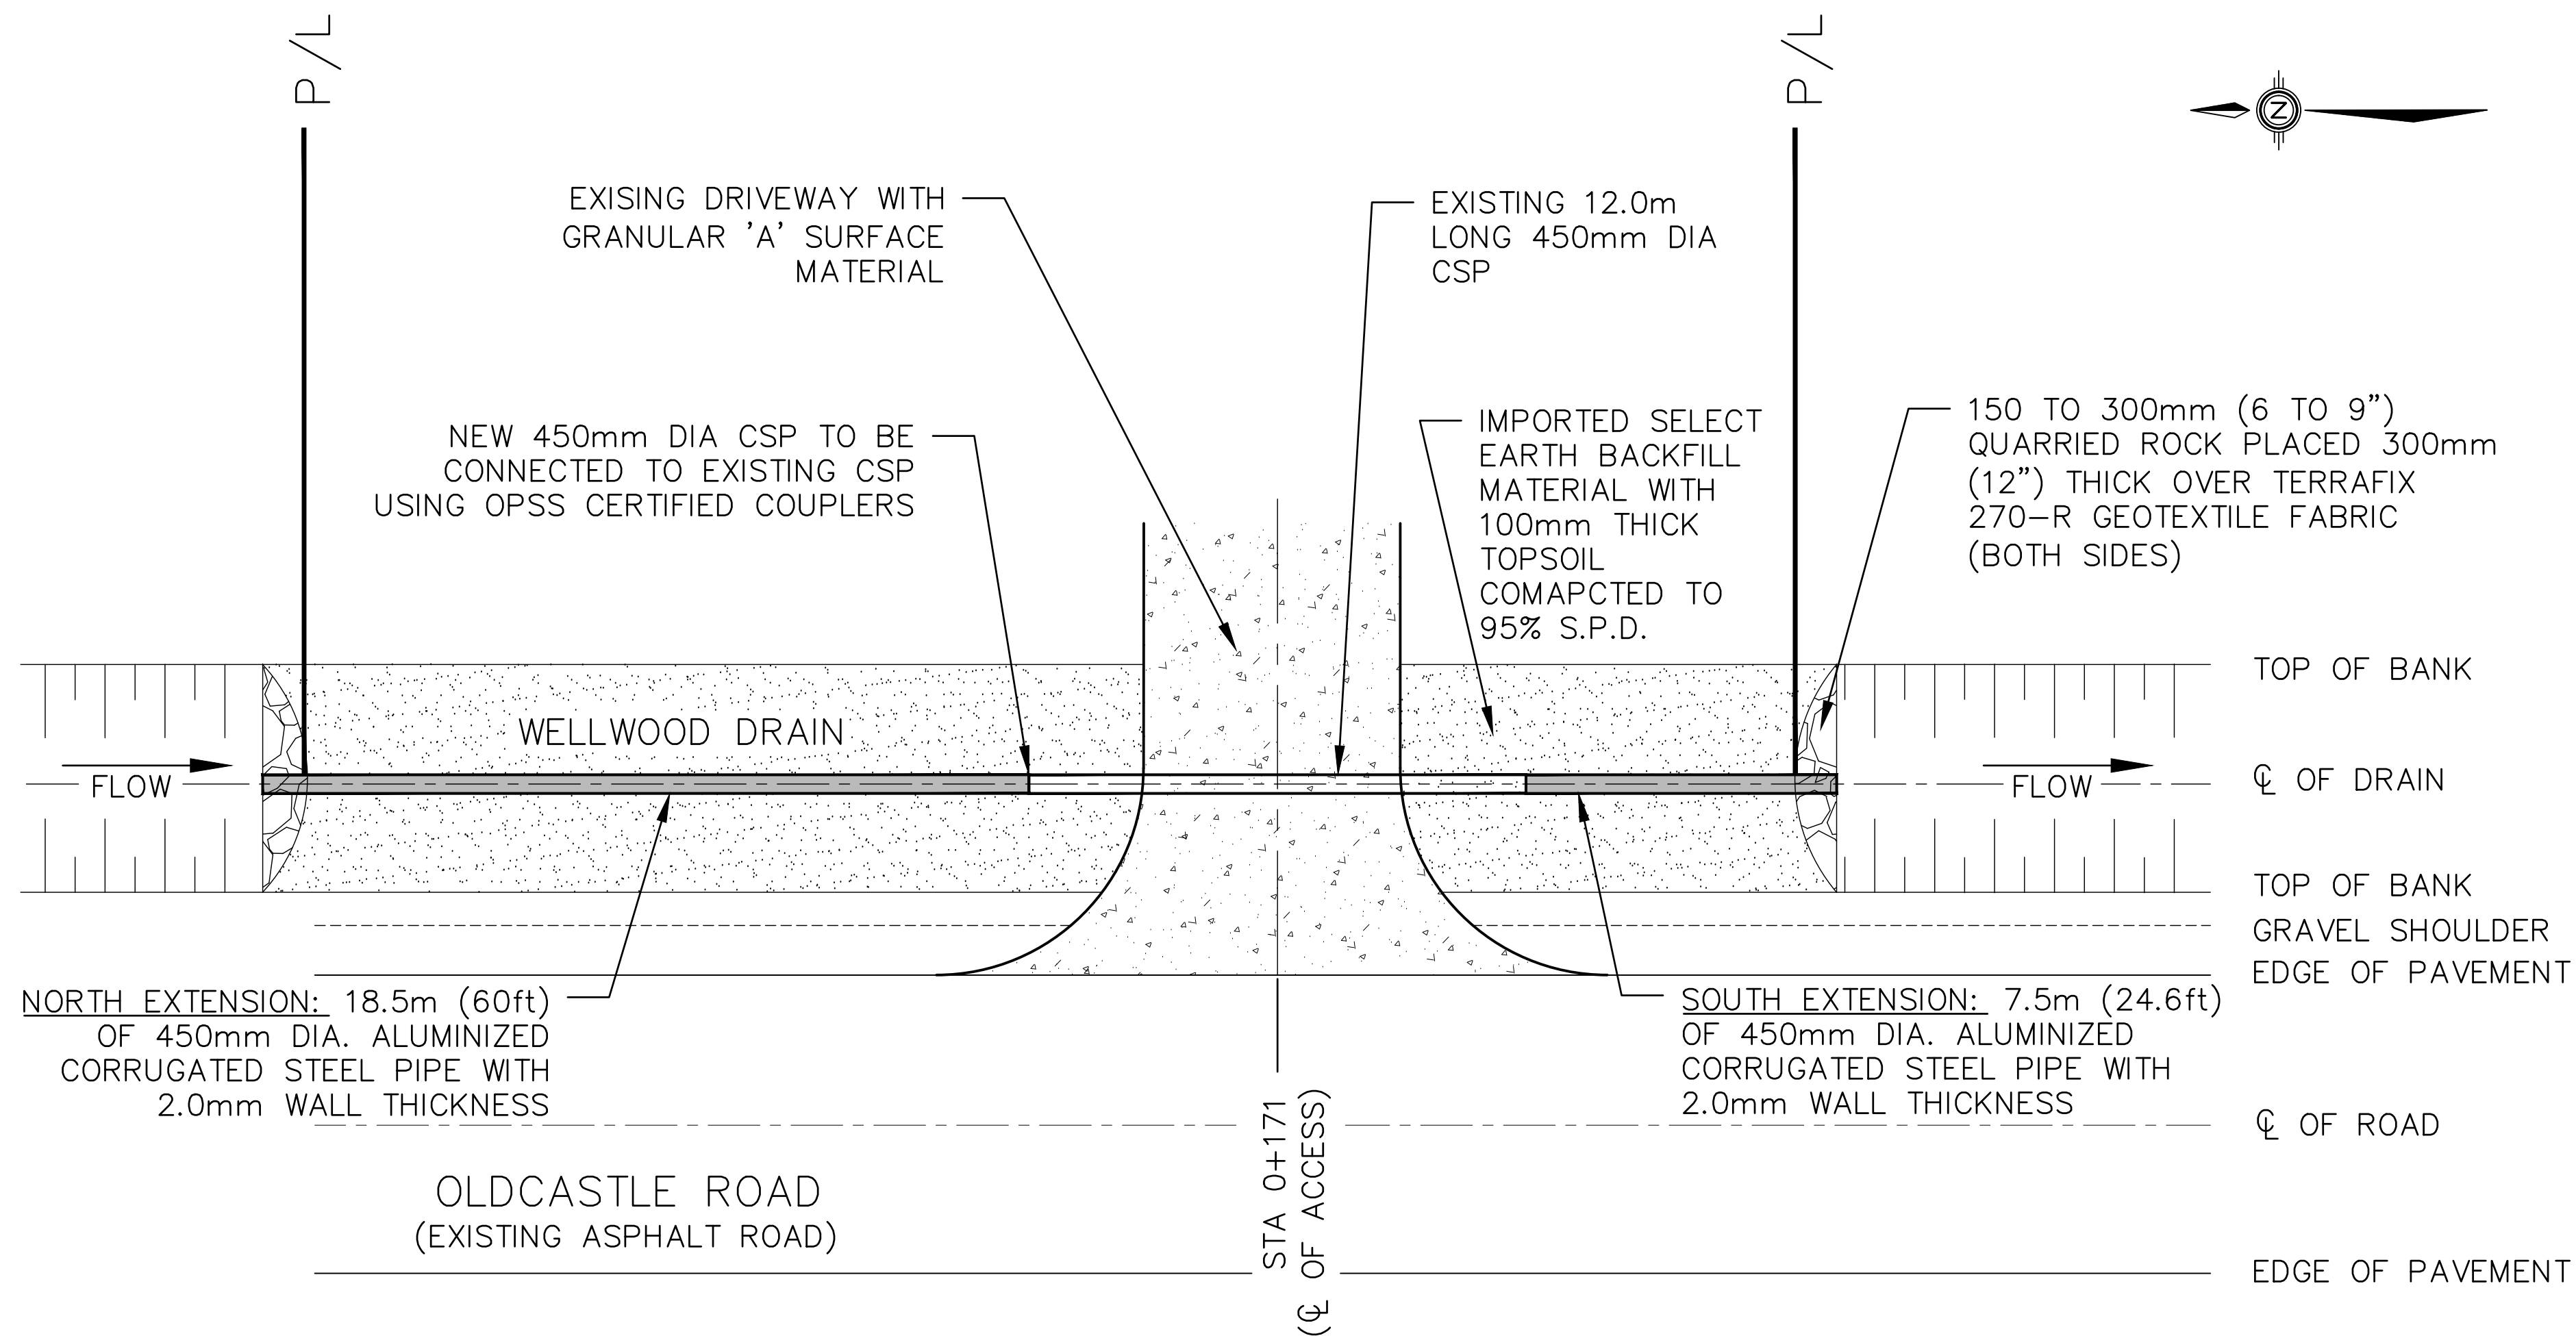 P/L
P/L
Z
EXISING DRIVEWAY WITH
GRANULAR 'A' SURFACE
MATERIAL
EXISTING 12.0m
LONG 450mm DIA
CSP
NEW 450mm DIA CSP TO BE
CONNECTED TO EXISTING CSP
USING OPSS CERTIFIED COUPLERS
IMPORTED SELECT
EARTH BACKFILL
MATERIAL WITH
100mm THICK
TOPSOIL
COMAPCTED TO
95% S.P.D.
150 TO 300mm (6 TO 9")
QUARRIED ROCK PLACED 300mm
(12") THICK OVER TERRAFIX
270-R GEOTEXTILE FABRIC
(BOTH SIDES)
TOP OF BANK
WELLWOOD DRAIN
FLOW
FLOW
℄ OF DRAIN
TOP OF BANK
GRAVEL SHOULDER
EDGE OF PAVEMENT
NORTH EXTENSION: 18.5m (60ft)
OF 450mm DIA. ALUMINIZED
CORRUGATED STEEL PIPE WITH
2.0mm WALL THICKNESS
SOUTH EXTENSION: 7.5m (24.6ft)
OF 450mm DIA. ALUMINIZED
CORRUGATED STEEL PIPE WITH
2.0mm WALL THICKNESS
℄ OF ROAD
STA 0+171
(℄ OF ACCESS)
OLDCASTLE ROAD
(EXISTING ASPHALT ROAD)
EDGE OF PAVEMENT